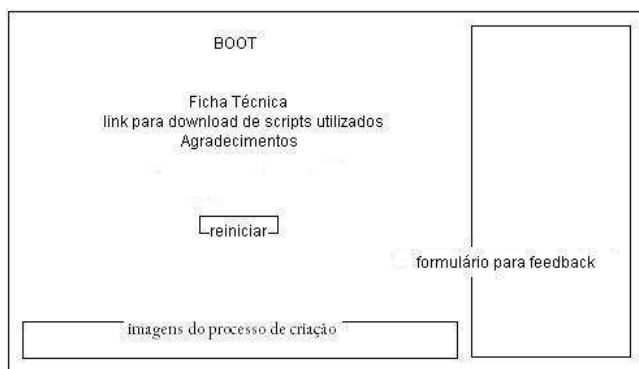 BOOT
Ficha Técnica
link para download de scripts utilizados
Agradecimentos
reiniciar
formulário para feedback
imagens do processo de criação